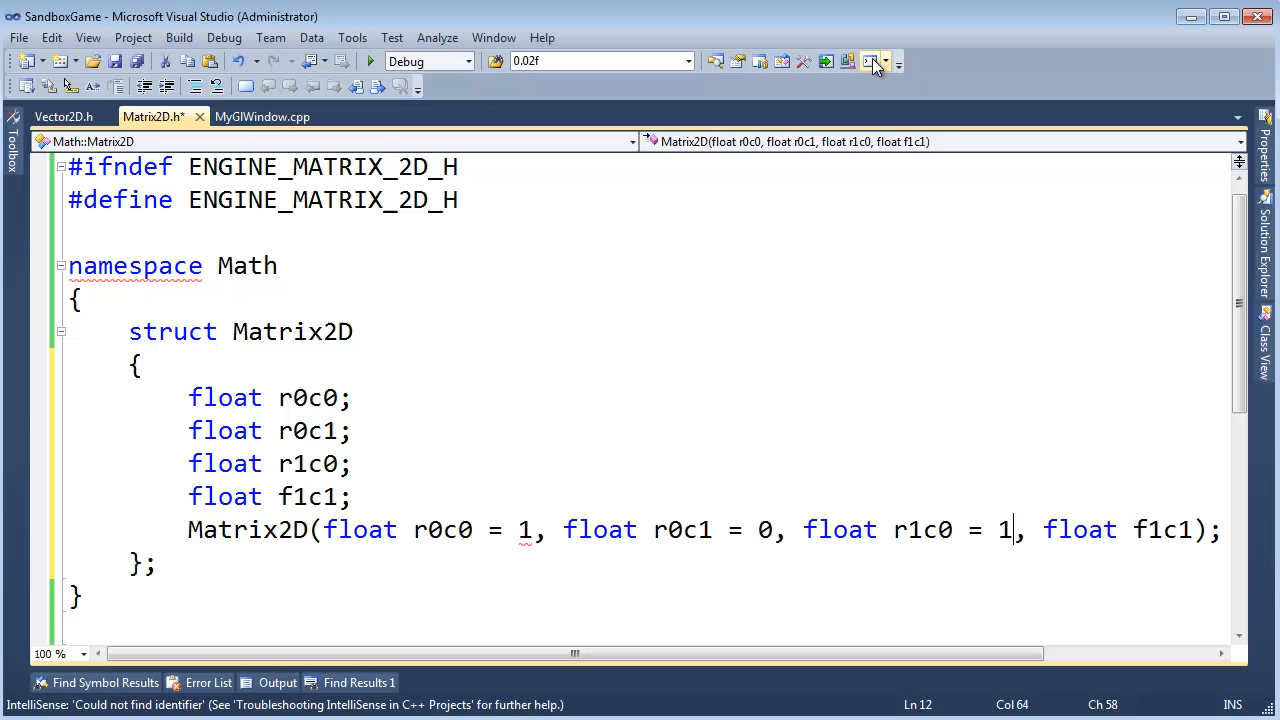 SandboxGame - Microsoft Visual Studio (Administrator)
File Edit View Project Build Debug Team Data Tools Test Analyze Window Help
Debug 0.02f
Vector2D.h Matrix2D.h* MyGlWindow.cpp
Math::Matrix2D Matrix2D(float r0c0, float r0c1, float r1c0, float f1c1)
#ifndef ENGINE_MATRIX_2D_H
#define ENGINE_MATRIX_2D_H
namespace Math
{
struct Matrix2D
{
float r0c0;
float r0c1;
float r1c0;
float f1c1;
Matrix2D(float r0c0 = 1, float r0c1 = 0, float r1c0 = 1, float f1c1);
};
}
100 %
Find Symbol Results Error List Output Find Results 1
IntelliSense: 'Could not find identifier' (See 'Troubleshooting IntelliSense in C++ Projects' for further help.) Ln 12 Col 64 Ch 58 INS
Toolbox
Properties
Solution Explorer
Class View